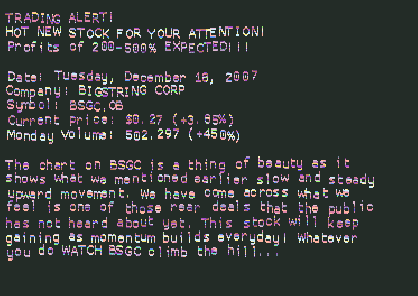 TRADING ALERT!
HOT NEW STOCK FOR YOUR ATTENTION!
Profits of 200-500% EXPECTED!!!
Date: Tuesday, December 18, 2007
Company: BIGSTRING CORP
Symbol: BSGC.OB
Current price: $0.27 (+3.85%)
Monday Volume: 502,297 (+450%)
The chart on BSGC is a thing of beauty as it
shows what we mentioned earlier slow and steady
upward movement. We have come across what we
feel is one of those rear deals that the public
has not heard about yet. This stock will keep
gaining as momentum builds everyday! Whatever
you do WATCH BSGC climb the hill...